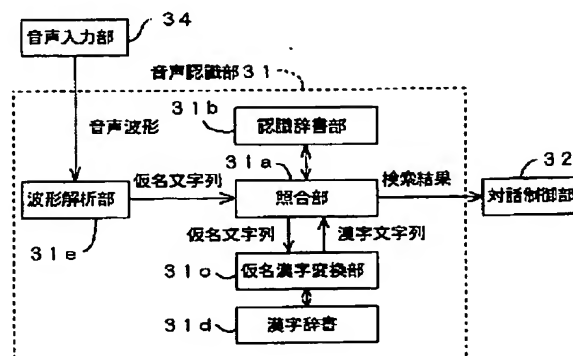 音声入力部
34
音声認識部31
音声波形
31b
認識辞書部
31a
32
波形解析部
仮名文字列
照合部
検索結果
対話制御部
31e
仮名文字列
漢字文字列
31c
仮名漢字変換部
31d
漢字辞書